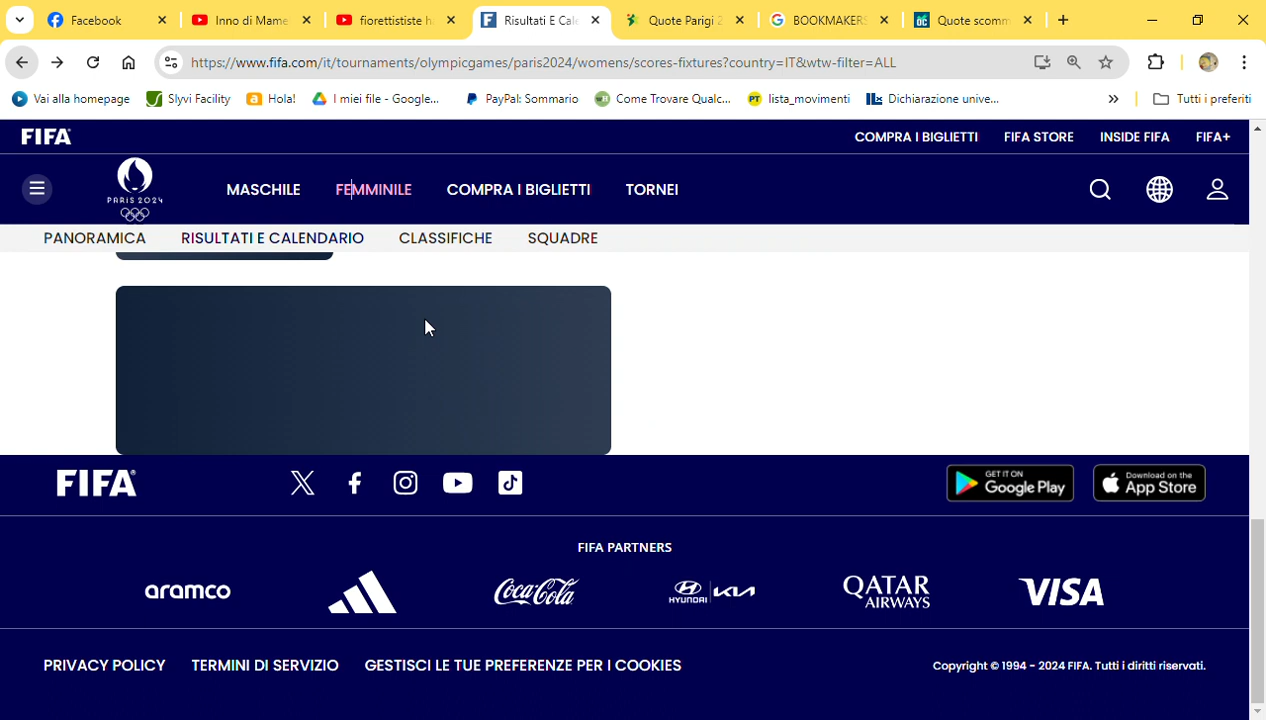 Facebook
Inno di Mame
fiorettististe h
Risultati E Cale
Quote Parigi 2
BOOKMAKERS
Quote scomm
https://www.fifa.com/it/tournaments/olympicgames/paris2024/womens/scores-fixtures?country=IT&wtw-filter=ALL
Vai alla homepage
Slyvi Facility
Hola!
I miei file - Google...
PayPal: Sommario
Come Trovare Qualc...
lista_movimenti
Dichiarazione unive...
»
Tutti i preferiti
FIFA
COMPRA I BIGLIETTI
FIFA STORE
INSIDE FIFA
FIFA+
PARIS 2024
MASCHILE
FEMMINILE
COMPRA I BIGLIETTI
TORNEI
PANORAMICA
RISULTATI E CALENDARIO
CLASSIFICHE
SQUADRE
FIFA
GET IT ON
Google Play
Download on the
App Store
FIFA PARTNERS
aramco
Coca-Cola
HYUNDAI | KIA
QATAR
AIRWAYS
VISA
PRIVACY POLICY
TERMINI DI SERVIZIO
GESTISCI LE TUE PREFERENZE PER I COOKIES
Copyright © 1994 - 2024 FIFA. Tutti i diritti riservati.